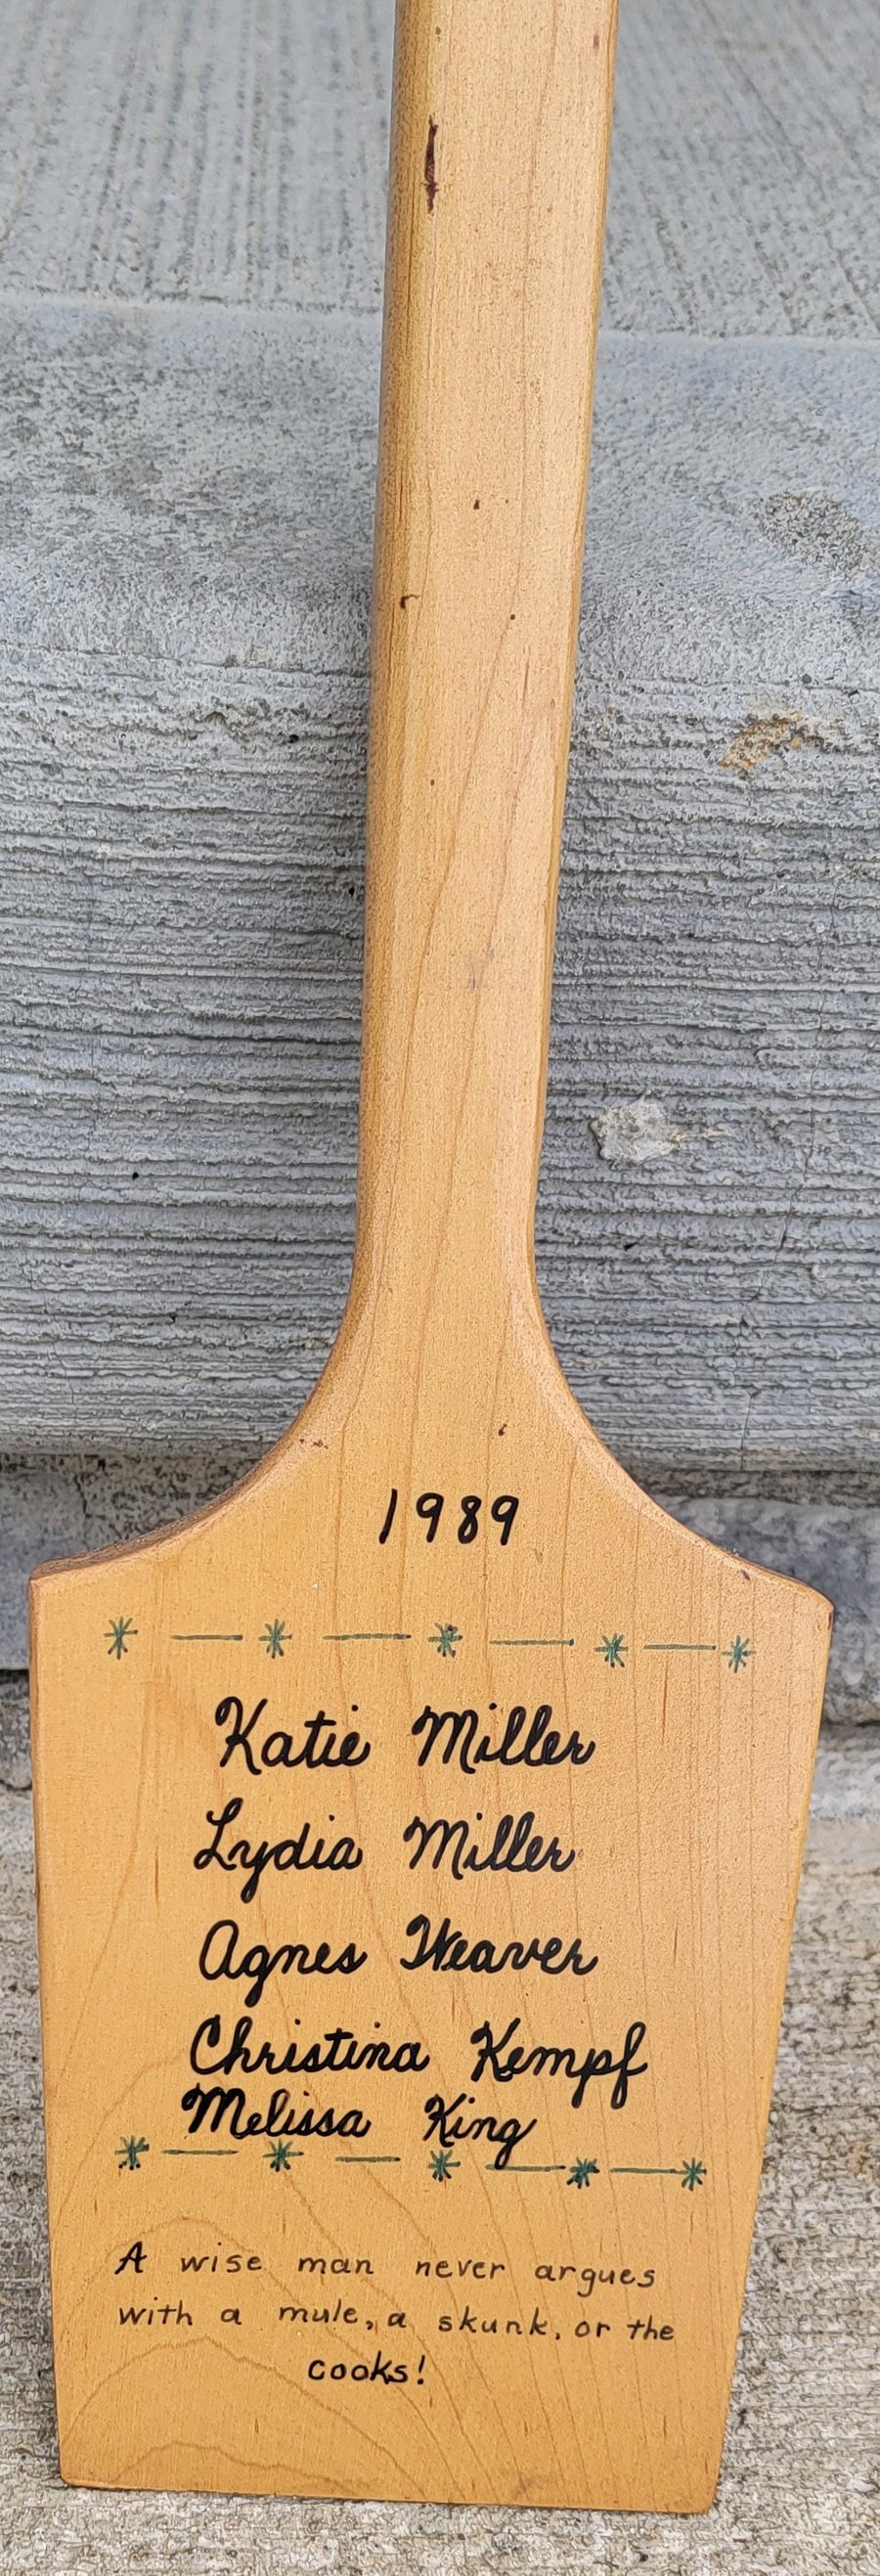 1989
Katie Miller
Lydia Miller
Agnes Weaver
Christina Kempf
Melissa King
A wise man never argues
with a mule, a skunk, or the
cooks!